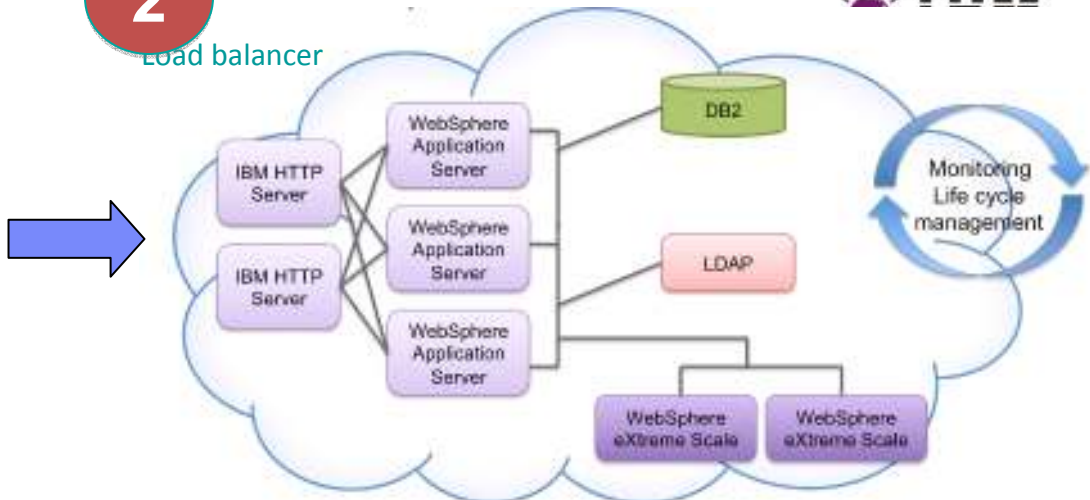 2
Load balancer
IBM HTTP
Server
IBM HTTP
Server
WebSphere
Application
Server
WebSphere
Application
Server
WebSphere
Application
Server
DB2
LDAP
WebSphere
eXtreme Scale
WebSphere
eXtreme Scale
Monitoring
Life cycle
management